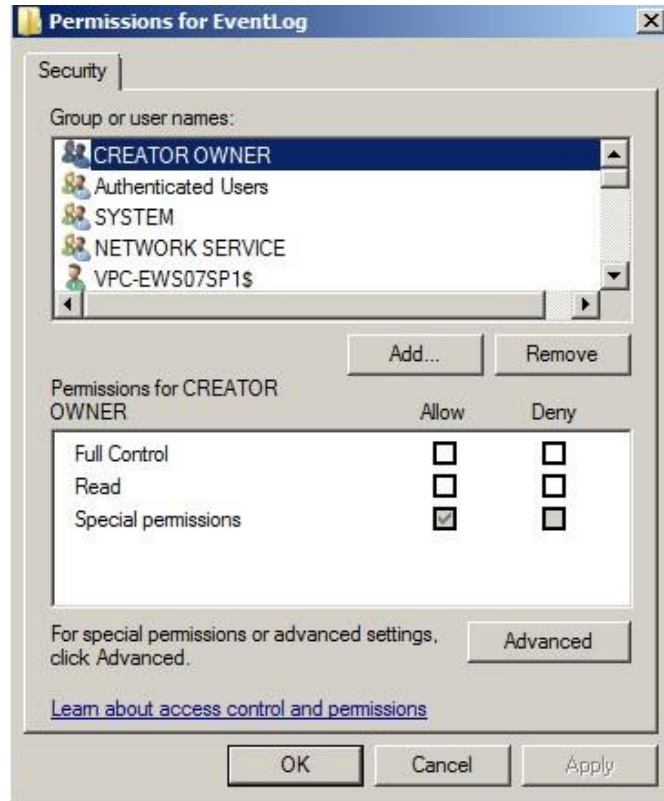 Permissions for EventLog
Security
Group or user names:
CREATOR OWNER
Authenticated Users
SYSTEM
NETWORK SERVICE
VPC-EWS07SP1$
Add... Remove
Permissions for CREATOR
OWNER Allow Deny
Full Control
Read
Special permissions
For special permissions or advanced settings,
click Advanced. Advanced
Learn about access control and permissions
OK Cancel Apply